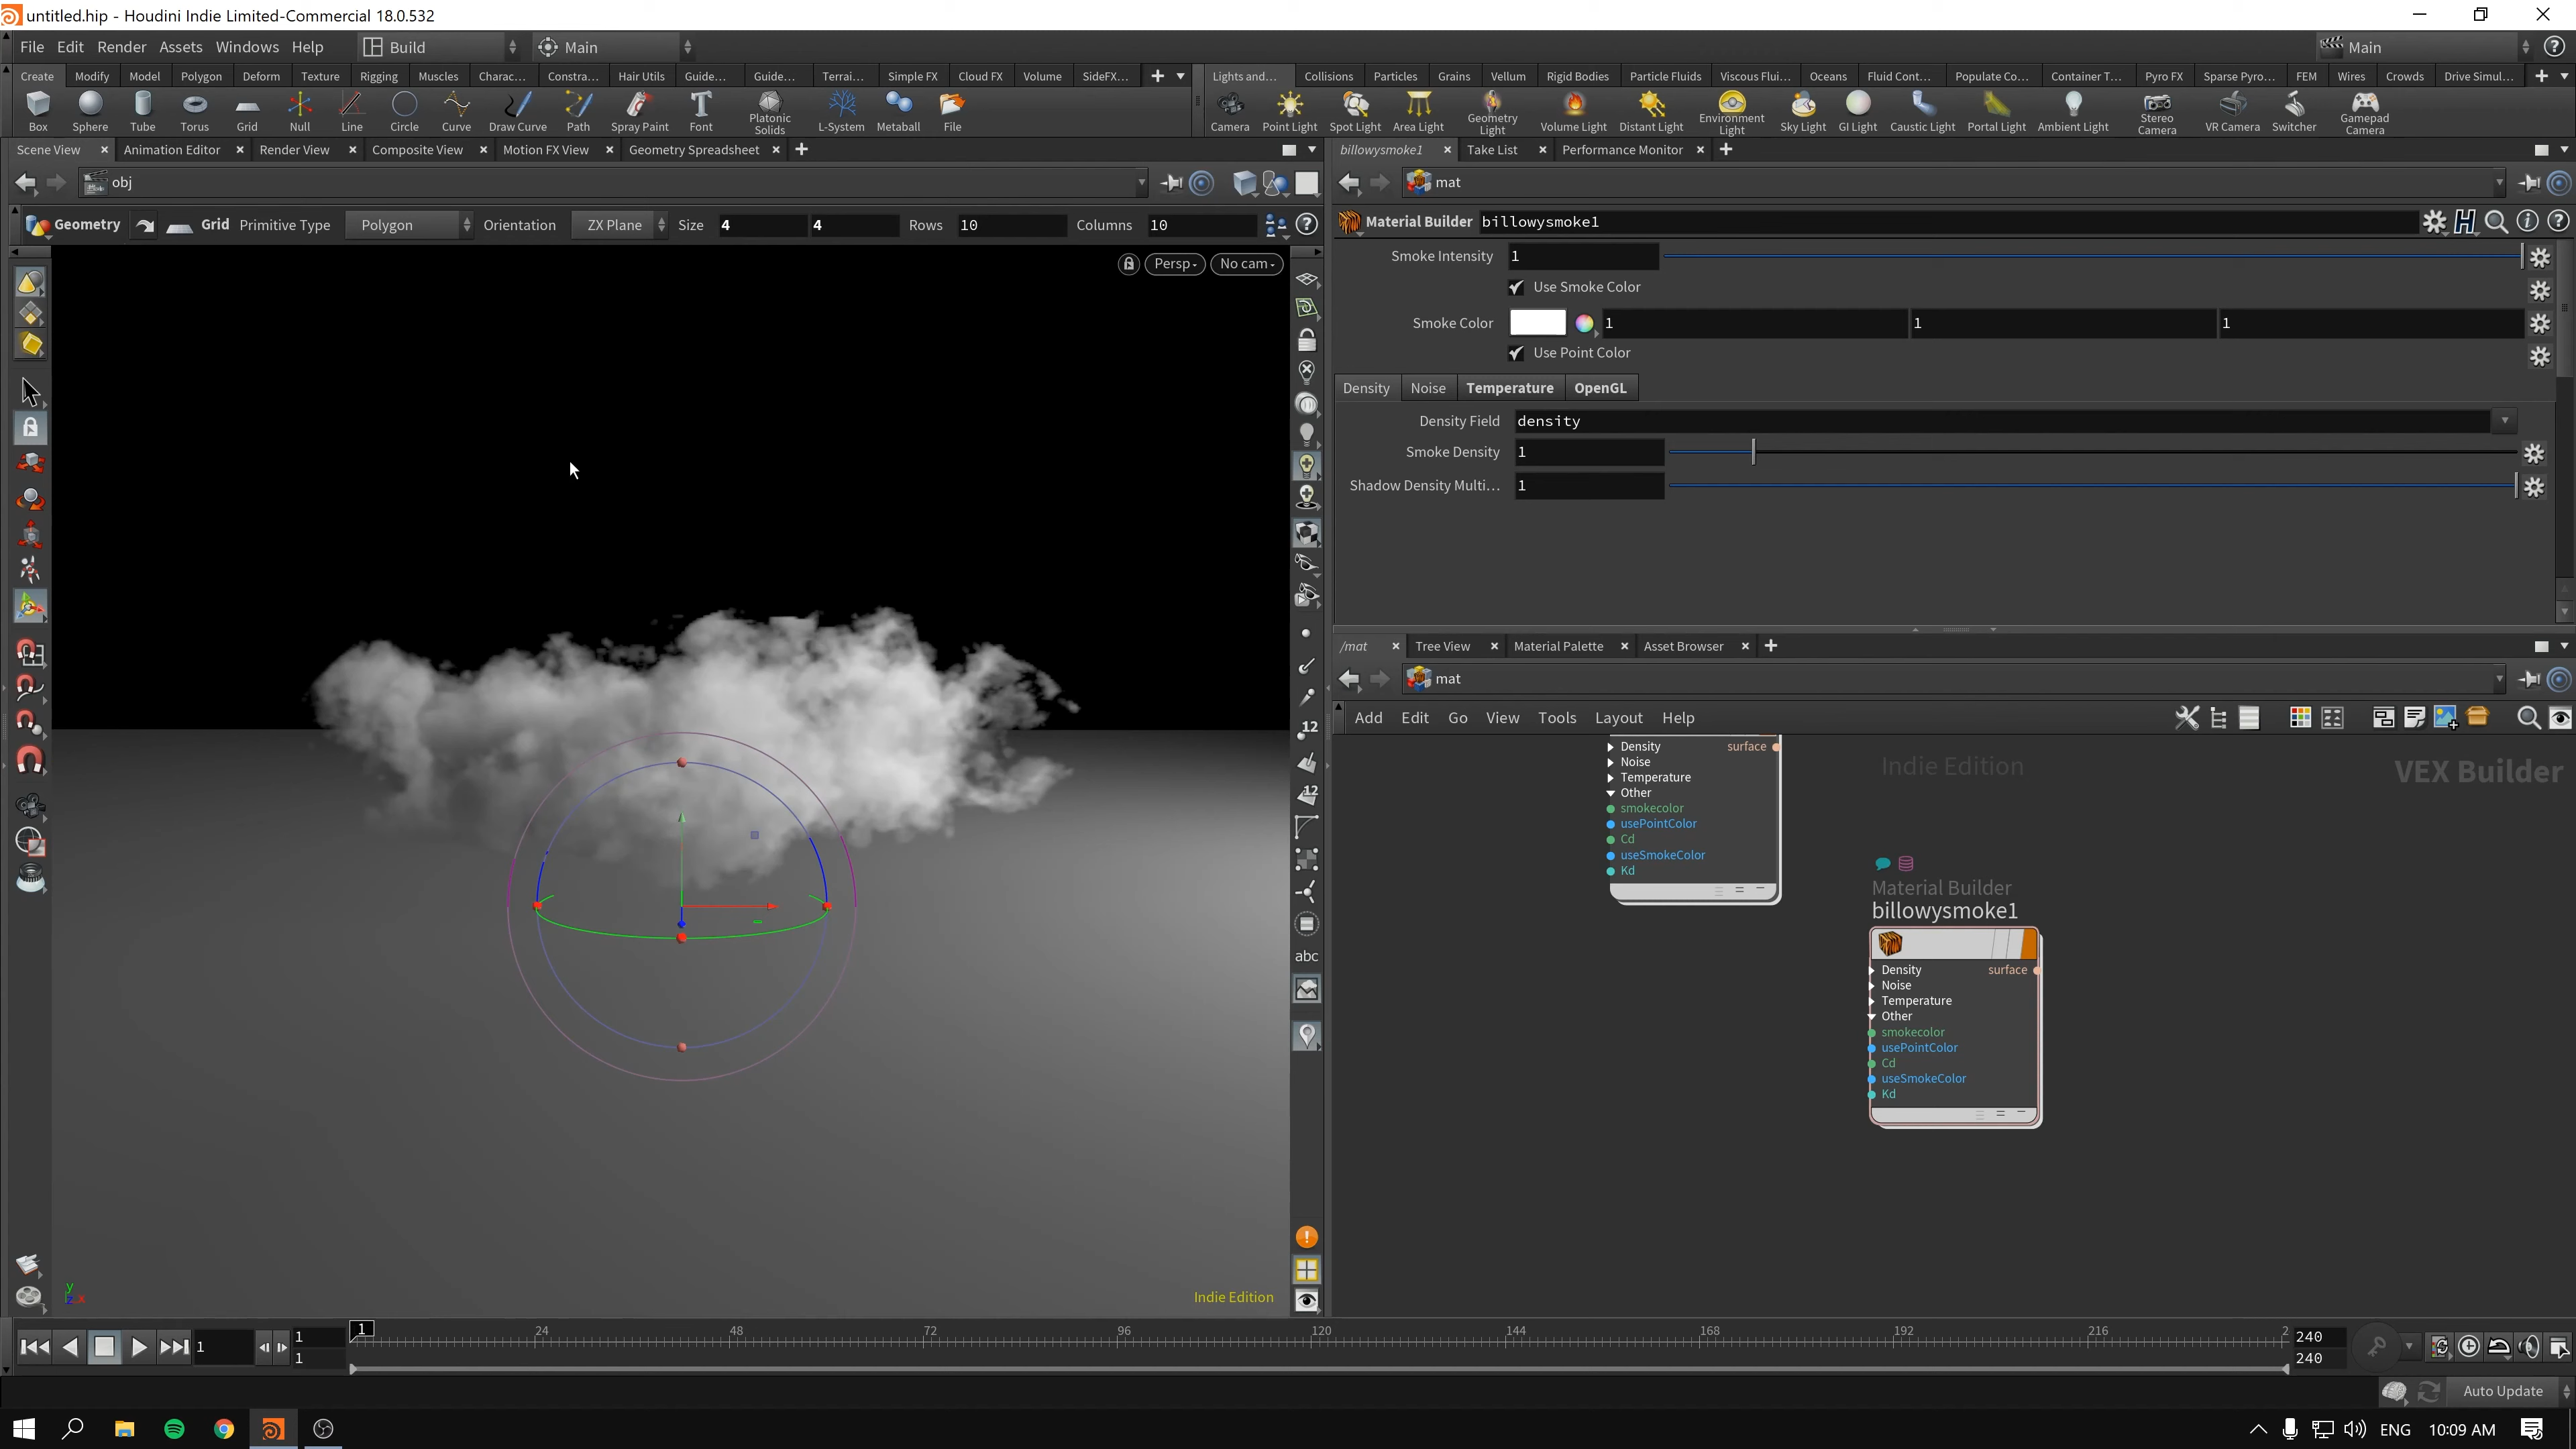 untitled.hip - Houdini Indie Limited-Commercial 18.0.532
File Edit Render Assets Windows Help Build Main Main
Create Modify Model Polygon Deform Texture Rigging Muscles Charac... Constra... Hair Utils Guide... Guide... Terrai... Simple FX Cloud FX Volume SideFX...
Lights and... Collisions Particles Grains Vellum Rigid Bodies Particle Fluids Viscous Flui... Oceans Fluid Cont... Populate Co... Container T... Pyro FX Sparse Pyro... FEM Wires Crowds Drive Simul...
Box Sphere Tube Torus Grid Null Line Circle Curve Draw Curve Path Spray Paint Font Platonic Solids L-System Metaball File
Camera Point Light Spot Light Area Light Geometry Light Volume Light Distant Light Environment Light Sky Light GI Light Caustic Light Portal Light Ambient Light Stereo Camera VR Camera Switcher Gamepad Camera
Scene View Animation Editor Render View Composite View Motion FX View Geometry Spreadsheet
billowysmoke1 Take List Performance Monitor
obj
mat
Geometry Grid Primitive Type Polygon Orientation ZX Plane Size 4 4 Rows 10 Columns 10
Material Builder billowysmoke1
Persp No cam
Smoke Intensity 1
Use Smoke Color
Smoke Color 1 1 1
Use Point Color
Density Noise Temperature OpenGL
Density Field density
Smoke Density 1
Shadow Density Multi... 1
/mat Tree View Material Palette Asset Browser
mat
Add Edit Go View Tools Layout Help
Indie Edition
VEX Builder
Density surface
Noise
Temperature
Other
smokecolor
usePointColor
Cd
useSmokeColor
Kd
Material Builder
billowysmoke1
Density surface
Noise
Temperature
Other
smokecolor
usePointColor
Cd
useSmokeColor
Kd
12
12
abc
y
z x
Indie Edition
1 1 1 1 24 48 72 96 120 144 168 192 216 2 240
240
Auto Update
ENG 10:09 AM